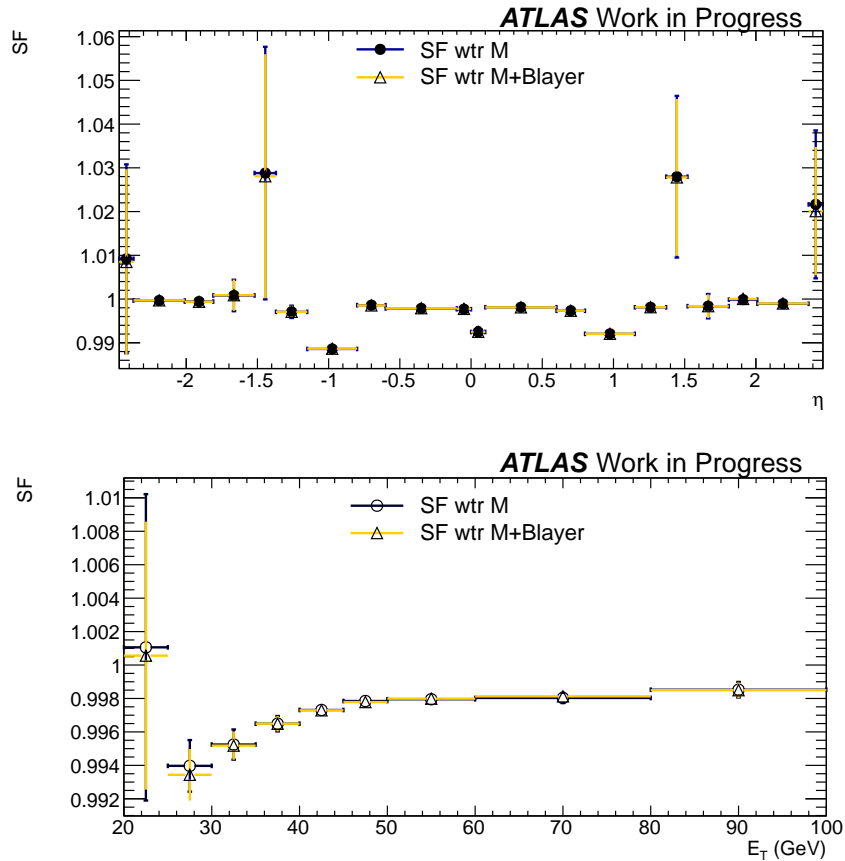 ATLAS Work in Progress
SF
1.06
1.05
1.04
1.03
1.02
1.01
1
0.99
SF wtr M
SF wtr M+Blayer
-2 -1.5 -1 -0.5 0 0.5 1 1.5 2
η
ATLAS Work in Progress
SF
1.01
1.008
1.006
1.004
1.002
1
0.998
0.996
0.994
0.992
SF wtr M
SF wtr M+Blayer
20 30 40 50 60 70 80 90 100
E_T (GeV)